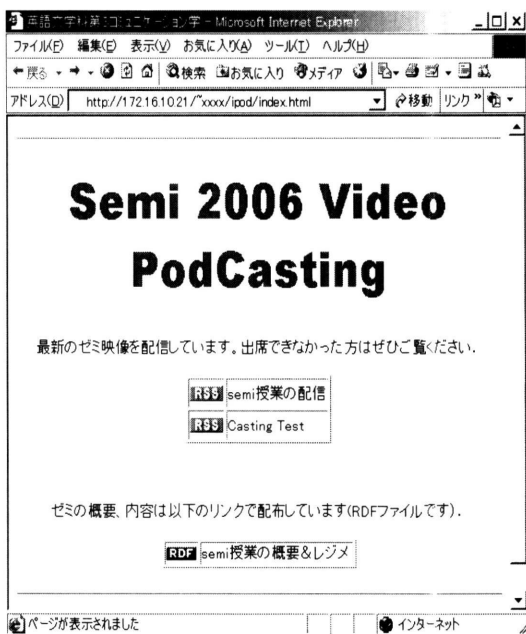 英語文学科英コミュニケーション学 - Microsoft Internet Explorer
ファイル(F) 編集(E) 表示(V) お気に入り(A) ツール(T) ヘルプ(H)
戻る 検索 お気に入り メディア
アドレス(D) http://172.16.10.21/~xxxx/ipod/index.html 移動 リンク »
Semi 2006 Video
PodCasting
最新のゼミ映像を配信しています。出席できなかった方はぜひご覧ください.
RSS semi授業の配信
RSS Casting Test
ゼミの概要、内容は以下のリンクで配布しています(RDFファイルです).
RDF semi授業の概要&レジメ
ページが表示されました インターネット